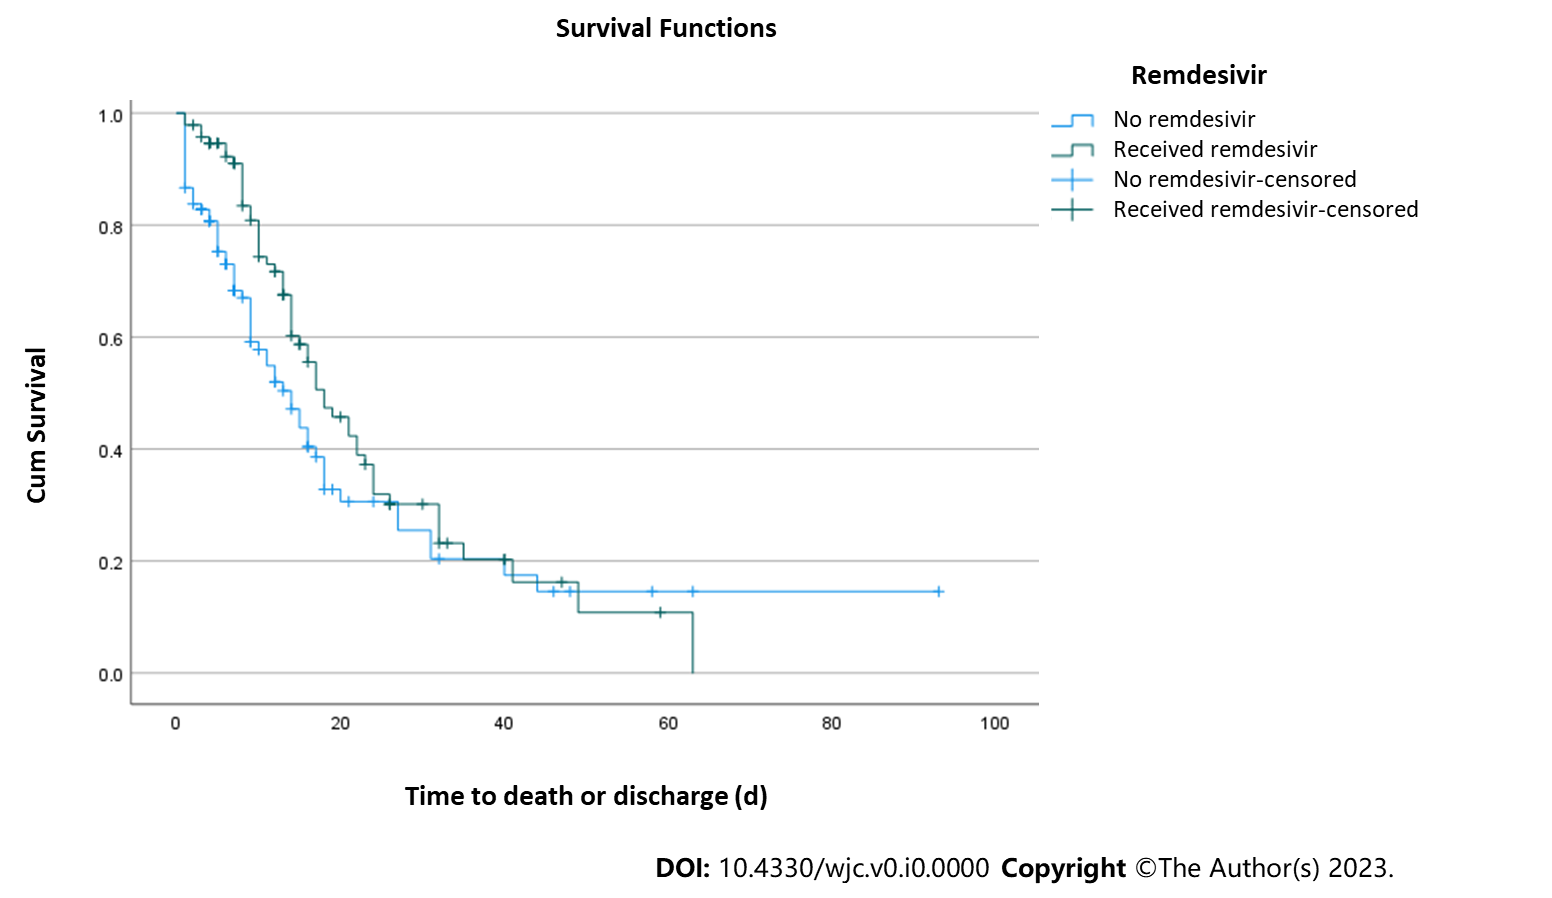 Survival Functions
Remdesivir
No remdesivir
Received remdesivir
No remdesivir-censored
Received remdesivir-censored
Cum Survival
1.0
0.8
0.6
0.4
0.2
0.0
0 20 40 60 80 100
Time to death or discharge (d)
DOI: 10.4330/wjc.v0.i0.0000 Copyright ©The Author(s) 2023.